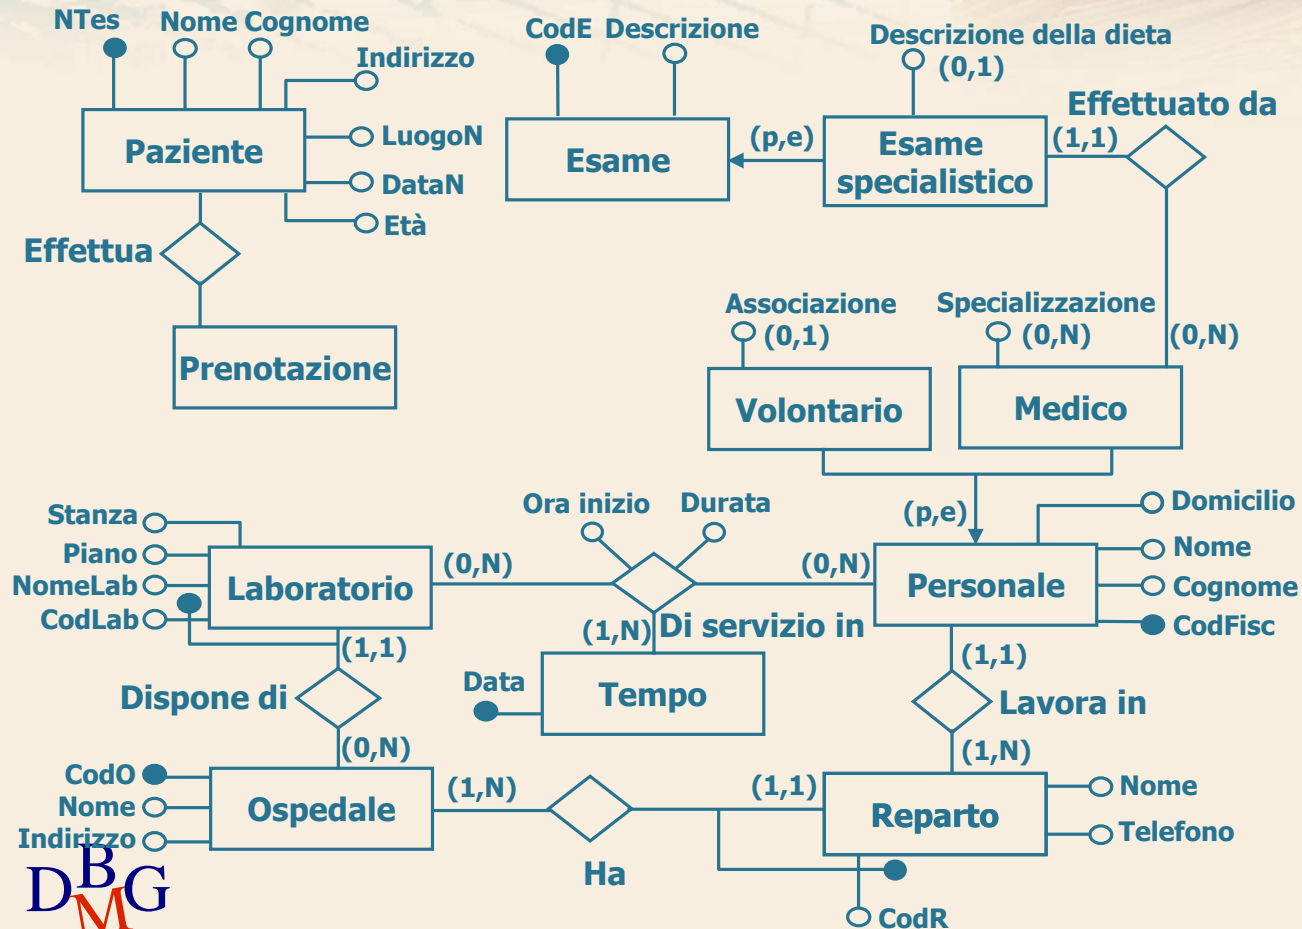 NTes
Nome Cognome
Indirizzo
Paziente
LuogoN
DataN
Età
Effettua
Prenotazione
CodE Descrizione
Descrizione della dieta
(0,1)
Effettuato da
Esame
(p,e)
Esame
specialistico
(1,1)
Associazione
(0,1)
Specializzazione
(0,N)
(0,N)
Volontario
Medico
(p,e)
Stanza
Piano
NomeLab
CodLab
Laboratorio
(0,N)
Ora inizio
Durata
(0,N)
Personale
Domicilio
Nome
Cognome
CodFisc
(1,N)
Di servizio in
Data
Tempo
(1,1)
Dispone di
(0,N)
(1,1)
Lavora in
(1,N)
CodO
Nome
Indirizzo
Ospedale
(1,N)
Ha
(1,1)
Reparto
Nome
Telefono
CodR
DBMG